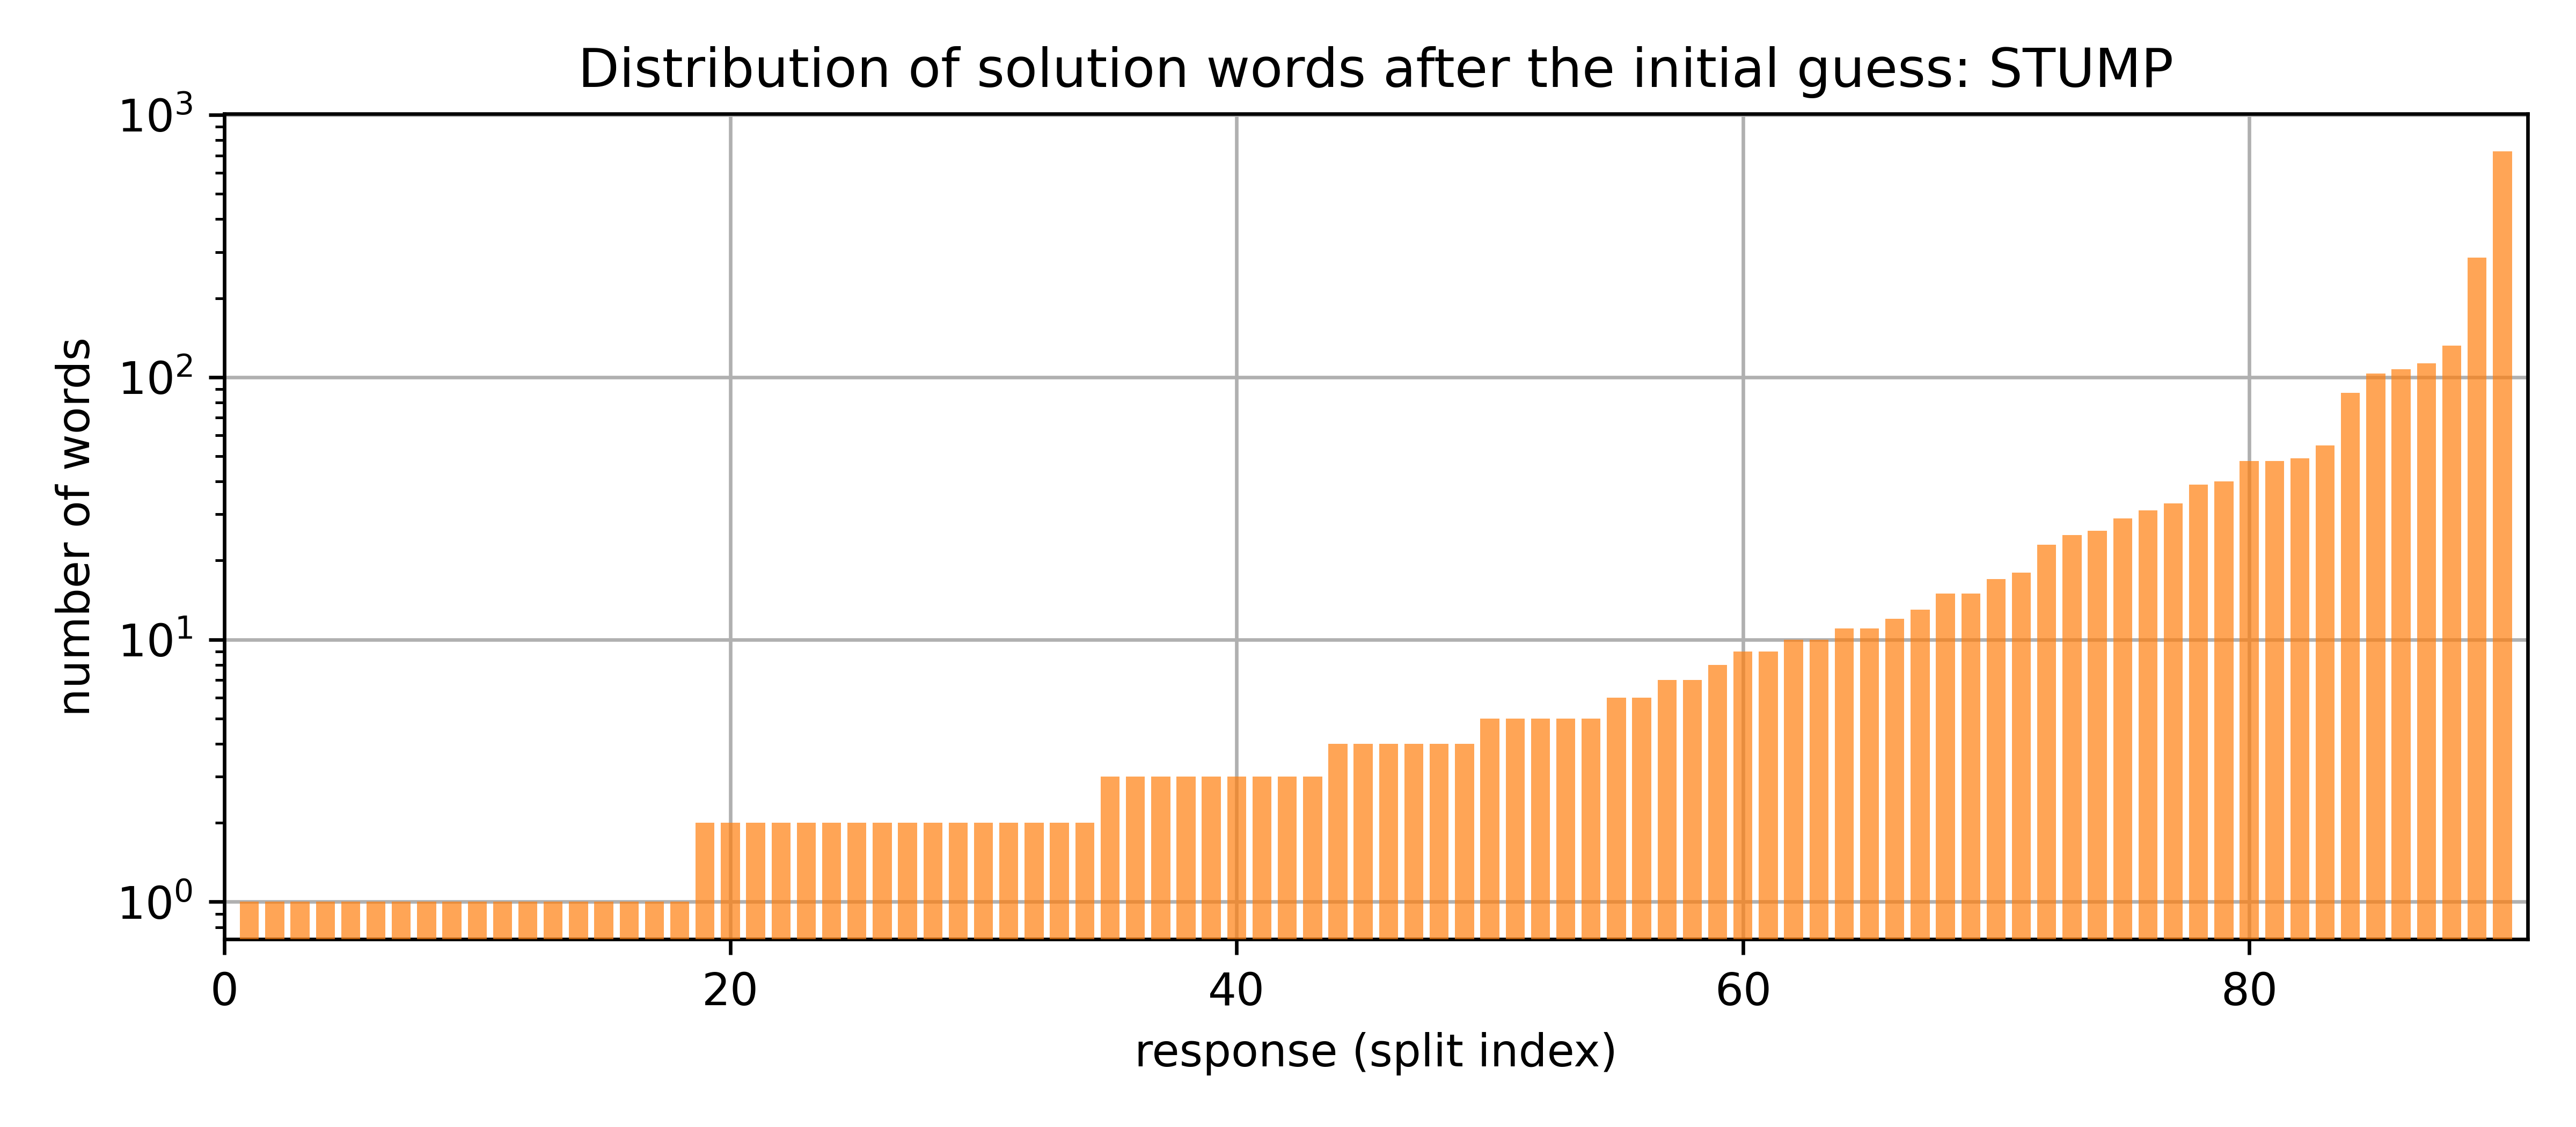 Distribution of solution words after the initial guess: STUMP
10³
10²
10¹
10⁰
number of words
0 20 40 60 80
response (split index)